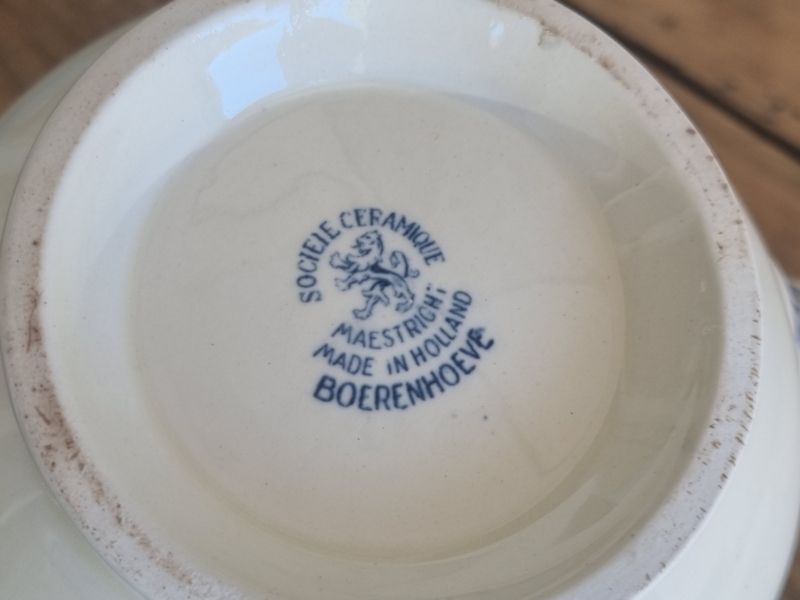 SOCIETE CERAMIQUE
MAESTRICHT
MADE IN HOLLAND
BOERENHOEVE